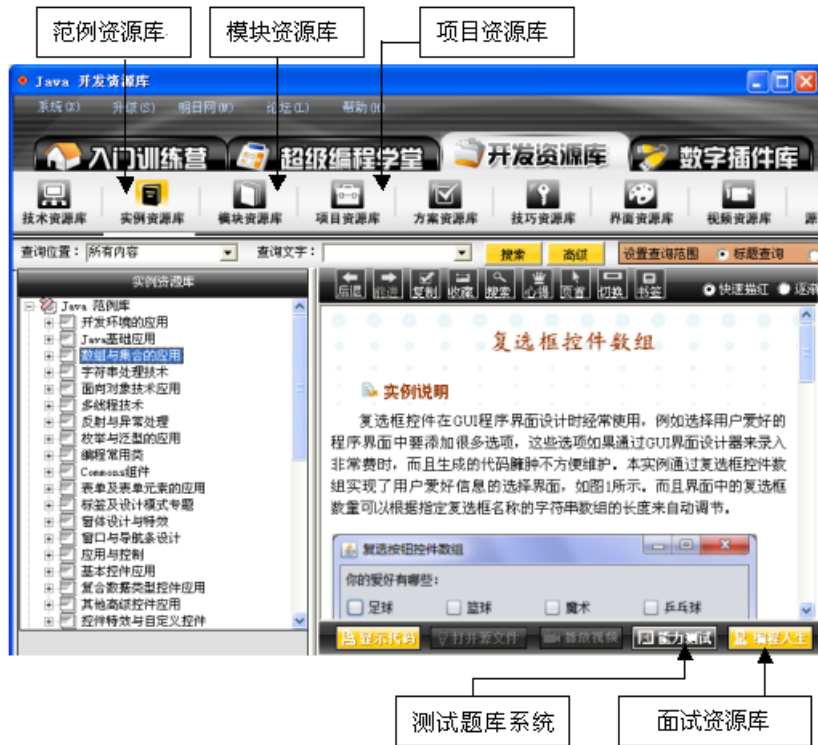 范例资源库
模块资源库
项目资源库
Java 开发资源库
系统(X) 升级(S) 明日网(W) 论坛(L) 帮助(H)
入门训练营 超级编程学堂 开发资源库 数字插件库
技术资源库 实例资源库 模块资源库 项目资源库 方案资源库 技巧资源库 界面资源库 视频资源库 源
查询位置： 所有内容 查询文字： 搜索 高级 设置查询范围 标题查询
实例资源库
后退 前进 复制 收藏 搜索 心得 页首 切换 书签 快速描红 逐渐
Java 范例库
开发环境的应用
Java基础应用
数组与集合的应用
字符串处理技术
面向对象技术应用
多线程技术
反射与异常处理
枚举与泛型的应用
编程常用类
Commons组件
表单及表单元素的应用
标签及设计模式专题
窗体设计与特效
窗口与导航条设计
应用与控制
基本控件应用
复合数据类型控件应用
其他高级控件应用
控件特效与自定义控件
复选框控件数组
实例说明
复选框控件在GUI程序界面设计时经常使用，例如选择用户爱好的
程序界面中要添加很多选项，这些选项如果通过GUI界面设计器来录入
非常费时，而且生成的代码臃肿不方便维护。本实例通过复选框控件数
组实现了用户爱好信息的选择界面，如图1所示。而且界面中的复选框
数量可以根据指定复选框名称的字符串数组的长度来自动调节。
复选按钮控件数组
你的爱好有哪些：
足球 篮球 魔术 乒乓球
显示代码 打开源文件 播放视频 能力测试 编程人生
测试题库系统
面试资源库